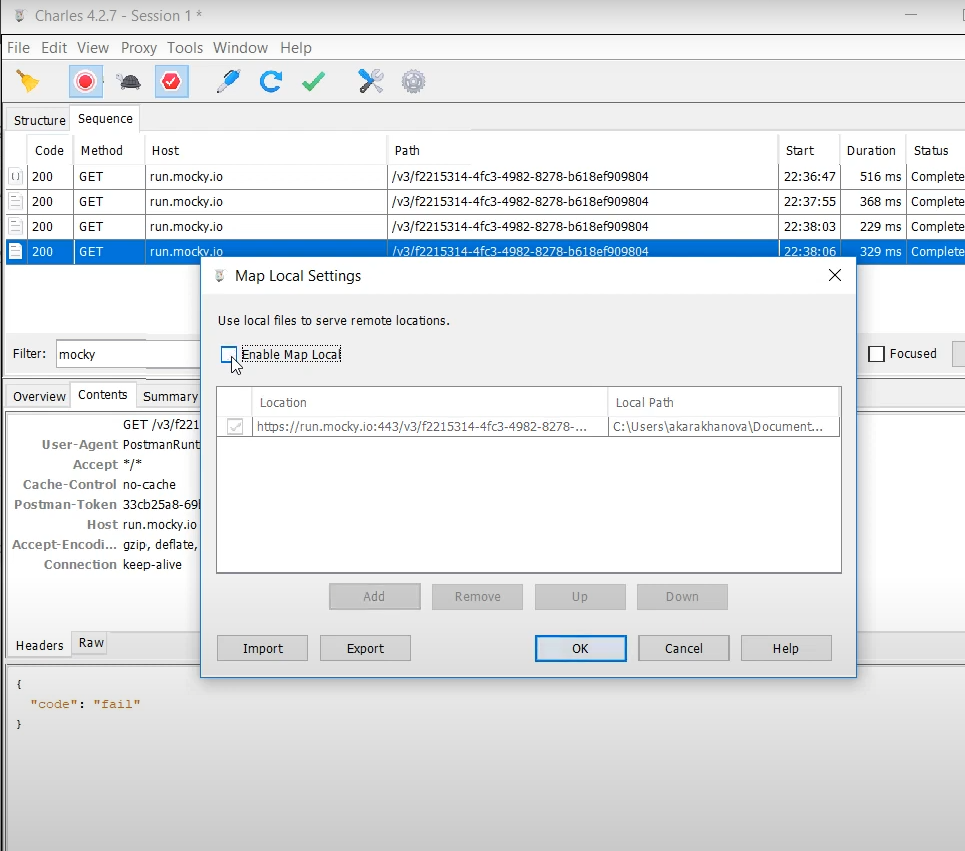 Charles 4.2.7 - Session 1 *
File Edit View Proxy Tools Window Help
Structure Sequence
Code Method Host Path Start Duration Status
200 GET run.mocky.io /v3/f2215314-4fc3-4982-8278-b618ef909804 22:36:47 516 ms Complete
200 GET run.mocky.io /v3/f2215314-4fc3-4982-8278-b618ef909804 22:37:55 368 ms Complete
200 GET run.mocky.io /v3/f2215314-4fc3-4982-8278-b618ef909804 22:38:03 229 ms Complete
200 GET run.mocky.io /v3/f2215314-4fc3-4982-8278-b618ef909804 22:38:06 329 ms Complete
Map Local Settings
Use local files to serve remote locations.
Enable Map Local
Location Local Path
https://run.mocky.io:443/v3/f2215314-4fc3-4982-8278-... C:\Users\akarakhanova\Document...
Add Remove Up Down
Import Export OK Cancel Help
Filter: mocky Focused
Overview Contents Summary
GET /v3/f221
User-Agent PostmanRunt
Accept */*
Cache-Control no-cache
Postman-Token 33cb25a8-69
Host run.mocky.io
Accept-Encodi... gzip, deflate,
Connection keep-alive
Headers Raw
{
"code": "fail"
}